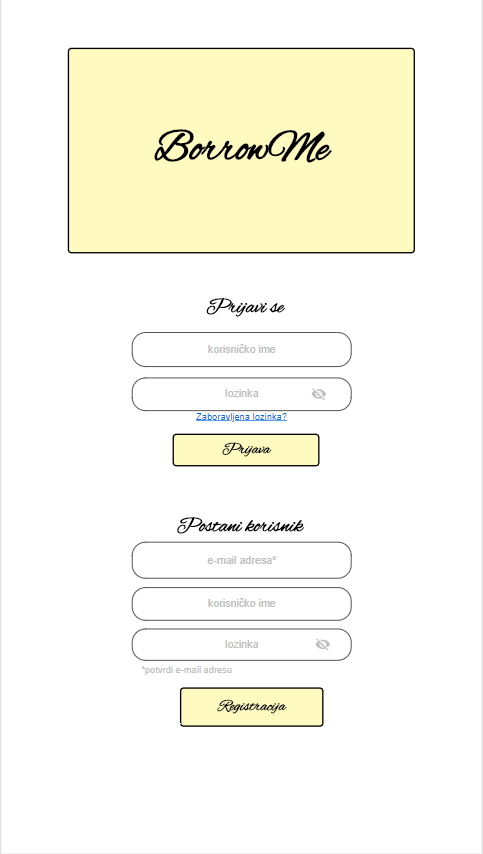 BorrowMe
Prijavi se
korisničko ime
lozinka
Zaboravljena lozinka?
Prijava
Postani korisnik
e-mail adresa*
korisničko ime
lozinka
*potvrdi e-mail adresu
Registracija